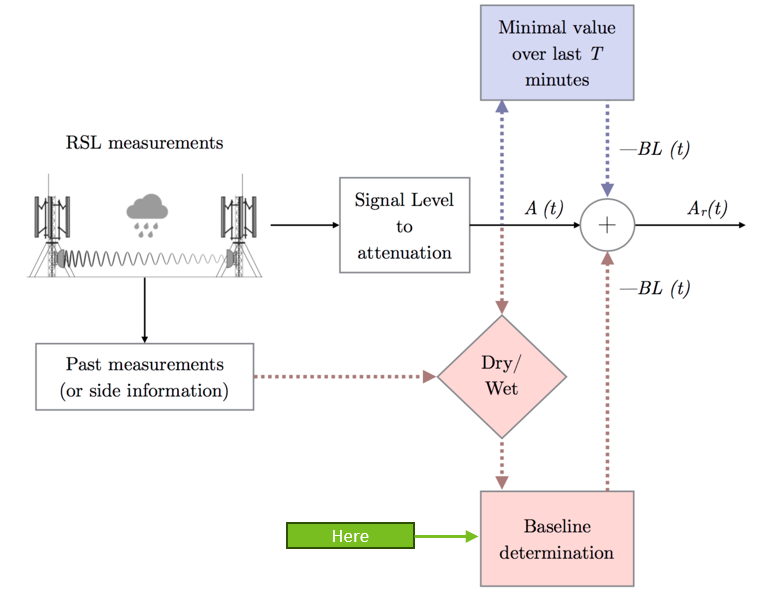 Minimal value
over last T
minutes
RSL measurements
—BL (t)
Signal Level
to
attenuation
A (t)
+
Ar(t)
—BL (t)
Past measurements
(or side information)
Dry/
Wet
Here
Baseline
determination